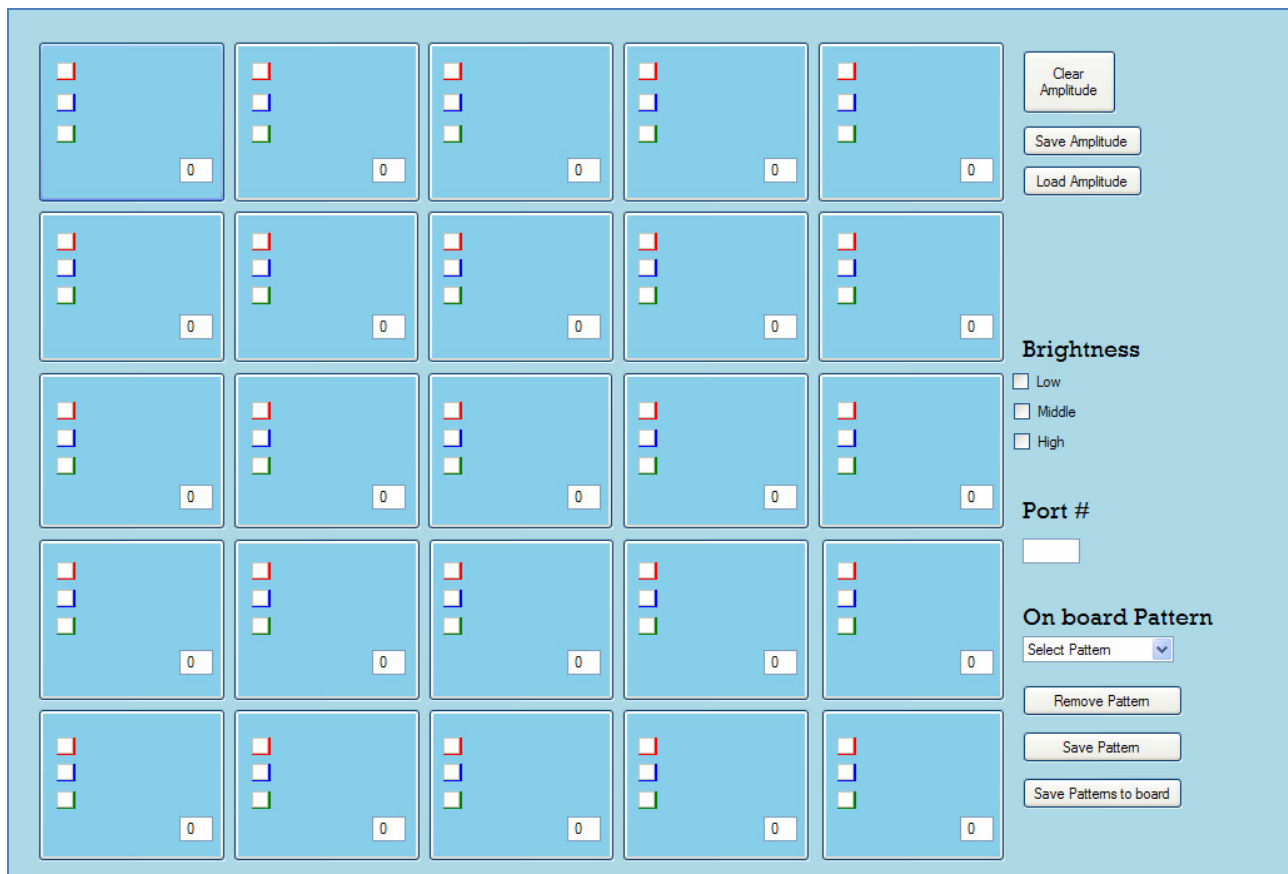 Clear
Amplitude
Save Amplitude
Load Amplitude
0 0 0 0 0
0 0 0 0 0
Brightness
Low
Middle
High
0 0 0 0 0
Port #
On board Pattern
Select Pattern
0 0 0 0 0
Remove Pattern
Save Pattern
Save Patterns to board
0 0 0 0 0